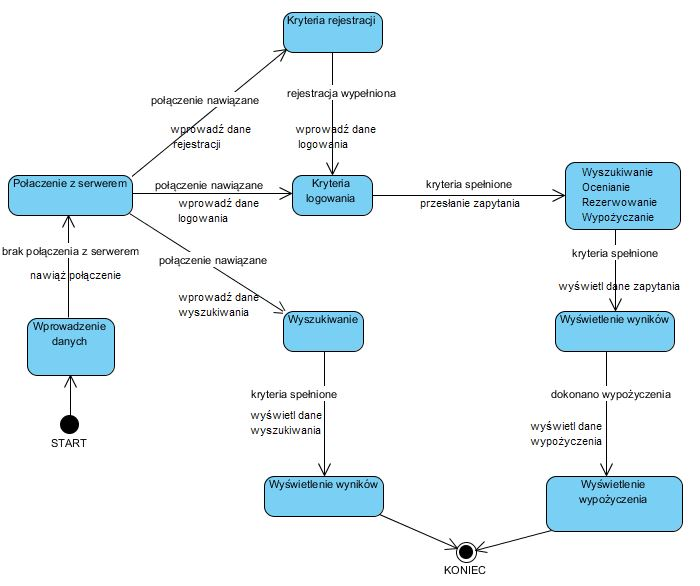 Kryteria rejestracji
połączenie nawiązane
rejestracja wypełniona
wprowadź dane
rejestracji
wprowadź dane
logowania
Połaczenie z serwerem
połączenie nawiązane
wprowadź dane
logowania
Kryteria
logowania
kryteria spełnione
przesłanie zapytania
Wyszukiwanie
Ocenianie
Rezerwowanie
Wypożyczanie
brak połączenia z serwerem
nawiąż połączenie
połączenie nawiązane
wprowadź dane
wyszukiwania
kryteria spełnione
wyświetl dane zapytania
Wprowadzenie
danych
Wyszukiwanie
Wyświetlenie wyników
START
kryteria spełnione
wyświetl dane
wyszukiwania
dokonano wypożyczenia
wyświetl dane
wypożyczenia
Wyświetlenie wyników
Wyświetlenie
wypożyczenia
KONIEC